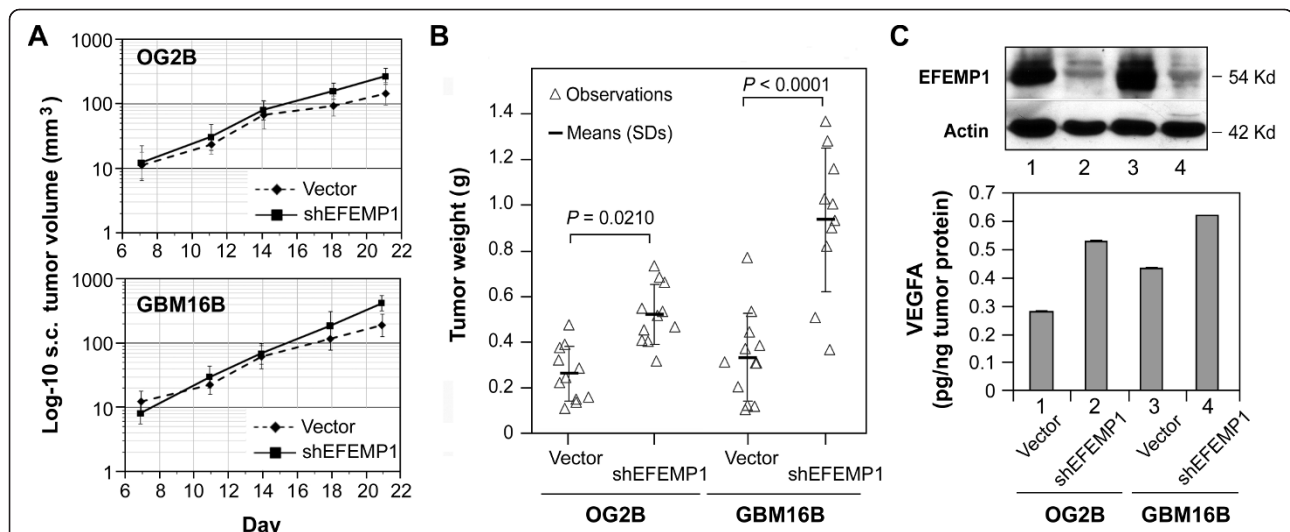 A
Log-10 s.c. tumor volume (mm3)
1000
100
10
1
OG2B
Vector
shEFEMP1
6 8 10 12 14 16 18 20 22
1000
100
10
1
GBM16B
Vector
shEFEMP1
6 8 10 12 14 16 18 20 22
Day
B
Tumor weight (g)
1.4
1.2
1.0
0.8
0.6
0.4
0.2
0
Observations
Means (SDs)
P = 0.0210
P < 0.0001
Vector shEFEMP1 Vector shEFEMP1
OG2B GBM16B
C
EFEMP1 – 54 Kd
Actin – 42 Kd
1 2 3 4
VEGFA
(pg/ng tumor protein)
0.7
0.6
0.5
0.4
0.3
0.2
0.1
0
1 2 3 4
Vector shEFEMP1 Vector shEFEMP1
OG2B GBM16B